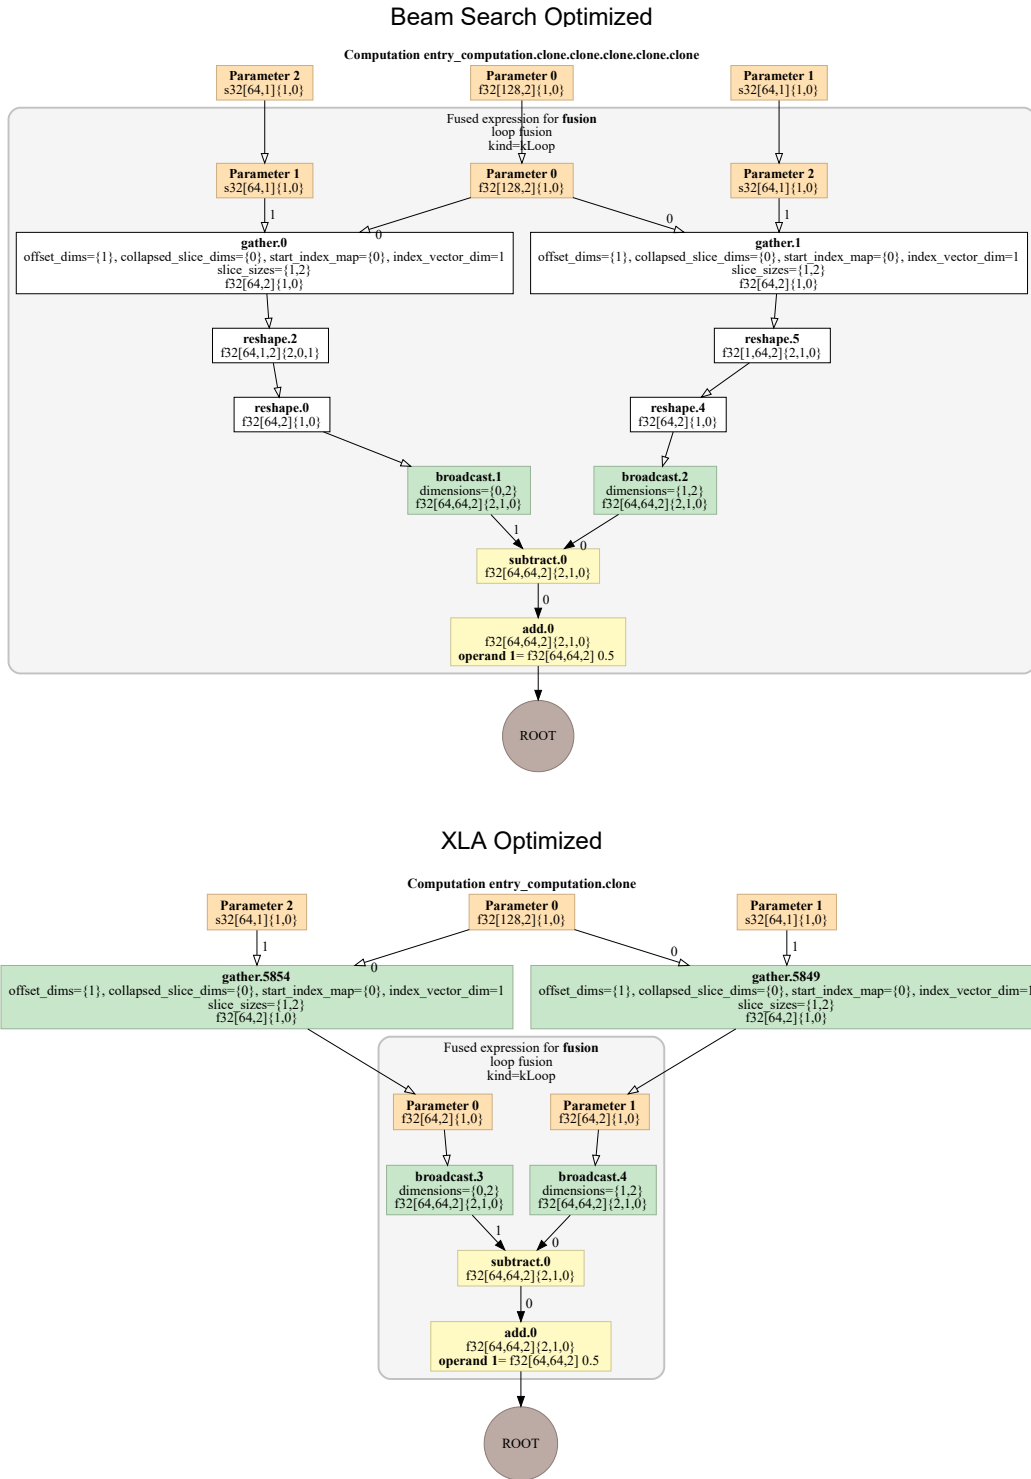 Beam Search Optimized
Computation entry_computation.clone.clone.clone.clone.clone
Parameter 2
s32[64,1]{1,0}
Parameter 0
f32[128,2]{1,0}
Parameter 1
s32[64,1]{1,0}
Fused expression for fusion
loop fusion
kind=kLoop
Parameter 1
s32[64,1]{1,0}
Parameter 0
f32[128,2]{1,0}
Parameter 2
s32[64,1]{1,0}
1
0
0
1
gather.0
offset_dims={1}, collapsed_slice_dims={0}, start_index_map={0}, index_vector_dim=1
slice_sizes={1,2}
f32[64,2]{1,0}
gather.1
offset_dims={1}, collapsed_slice_dims={0}, start_index_map={0}, index_vector_dim=1
slice_sizes={1,2}
f32[64,2]{1,0}
reshape.2
f32[64,1,2]{2,0,1}
reshape.5
f32[1,64,2]{2,1,0}
reshape.0
f32[64,2]{1,0}
reshape.4
f32[64,2]{1,0}
broadcast.1
dimensions={0,2}
f32[64,64,2]{2,1,0}
broadcast.2
dimensions={1,2}
f32[64,64,2]{2,1,0}
1
0
subtract.0
f32[64,64,2]{2,1,0}
0
add.0
f32[64,64,2]{2,1,0}
operand 1= f32[64,64,2] 0.5
ROOT
XLA Optimized
Computation entry_computation.clone
Parameter 2
s32[64,1]{1,0}
Parameter 0
f32[128,2]{1,0}
Parameter 1
s32[64,1]{1,0}
1
0
0
1
gather.5854
offset_dims={1}, collapsed_slice_dims={0}, start_index_map={0}, index_vector_dim=1
slice_sizes={1,2}
f32[64,2]{1,0}
gather.5849
offset_dims={1}, collapsed_slice_dims={0}, start_index_map={0}, index_vector_dim=1
slice_sizes={1,2}
f32[64,2]{1,0}
Fused expression for fusion
loop fusion
kind=kLoop
Parameter 0
f32[64,2]{1,0}
Parameter 1
f32[64,2]{1,0}
broadcast.3
dimensions={0,2}
f32[64,64,2]{2,1,0}
broadcast.4
dimensions={1,2}
f32[64,64,2]{2,1,0}
1
0
subtract.0
f32[64,64,2]{2,1,0}
0
add.0
f32[64,64,2]{2,1,0}
operand 1= f32[64,64,2] 0.5
ROOT